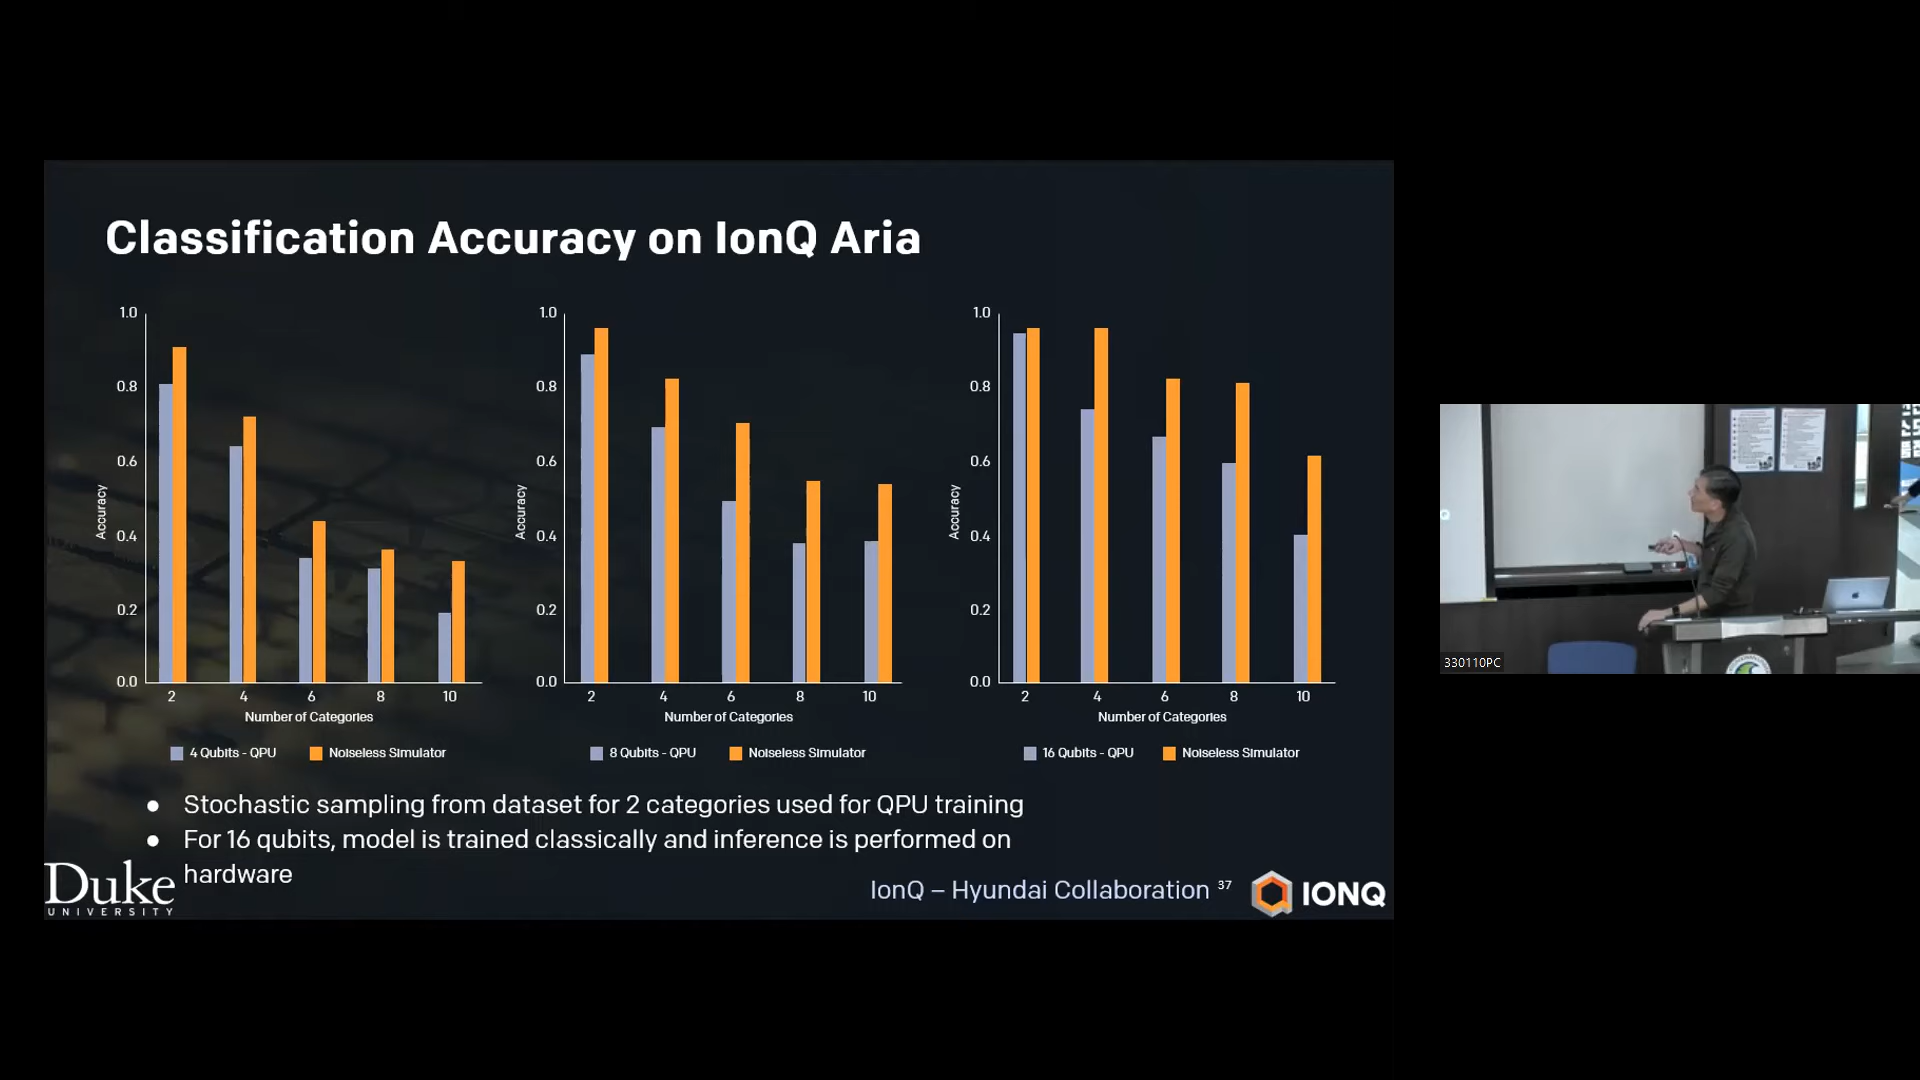 Classification Accuracy on IonQ Aria
1.0
0.8
0.6
0.4
0.2
0.0
Accuracy
2 4 6 8 10
Number of Categories
4 Qubits - QPU
Noiseless Simulator
1.0
0.8
0.6
0.4
0.2
0.0
Accuracy
2 4 6 8 10
Number of Categories
8 Qubits - QPU
Noiseless Simulator
1.0
0.8
0.6
0.4
0.2
0.0
Accuracy
2 4 6 8 10
Number of Categories
16 Qubits - QPU
Noiseless Simulator
● Stochastic sampling from dataset for 2 categories used for QPU training
● For 16 qubits, model is trained classically and inference is performed on
hardware
Duke
UNIVERSITY
IonQ – Hyundai Collaboration 37
IONQ
330110PC